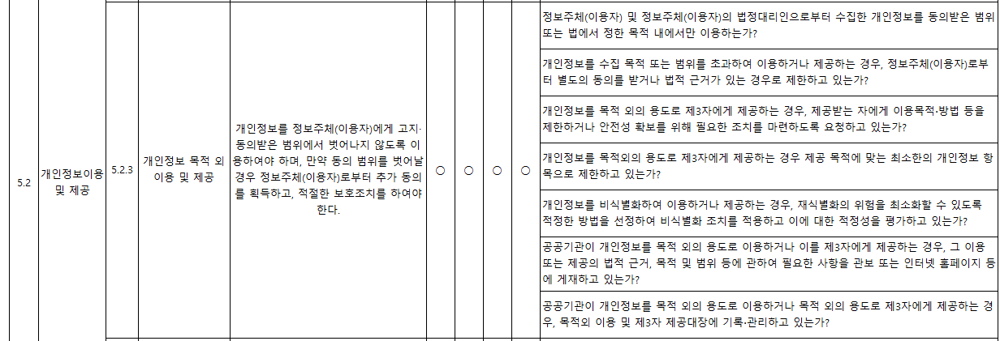 5.2
개인정보이용
및 제공
5.2.3
개인정보 목적 외
이용 및 제공
개인정보를 정보주체(이용자)에게 고지·
동의받은 범위에서 벗어나지 않도록 이
용하여야 하며, 만약 동의 범위를 벗어날
경우 정보주체(이용자)로부터 추가 동의
를 획득하고, 적절한 보호조치를 하여야
한다.
○ ○ ○ ○
정보주체(이용자) 및 정보주체(이용자)의 법정대리인으로부터 수집한 개인정보를 동의받은 범위
또는 법에서 정한 목적 내에서만 이용하는가?
개인정보를 수집 목적 또는 범위를 초과하여 이용하거나 제공하는 경우, 정보주체(이용자)로부
터 별도의 동의를 받거나 법적 근거가 있는 경우로 제한하고 있는가?
개인정보를 목적 외의 용도로 제3자에게 제공하는 경우, 제공받는 자에게 이용목적·방법 등을
제한하거나 안전성 확보를 위해 필요한 조치를 마련하도록 요청하고 있는가?
개인정보를 목적외의 용도로 제3자에게 제공하는 경우 제공 목적에 맞는 최소한의 개인정보 항
목으로 제한하고 있는가?
개인정보를 비식별화하여 이용하거나 제공하는 경우, 재식별화의 위험을 최소화할 수 있도록
적정한 방법을 선정하여 비식별화 조치를 적용하고 이에 대한 적정성을 평가하고 있는가?
공공기관이 개인정보를 목적 외의 용도로 이용하거나 이를 제3자에게 제공하는 경우, 그 이용
또는 제공의 법적 근거, 목적 및 범위 등에 관하여 필요한 사항을 관보 또는 인터넷 홈페이지 등
에 게재하고 있는가?
공공기관이 개인정보를 목적 외의 용도로 이용하거나 목적 외의 용도로 제3자에게 제공하는 경
우, 목적외 이용 및 제3자 제공대장에 기록·관리하고 있는가?